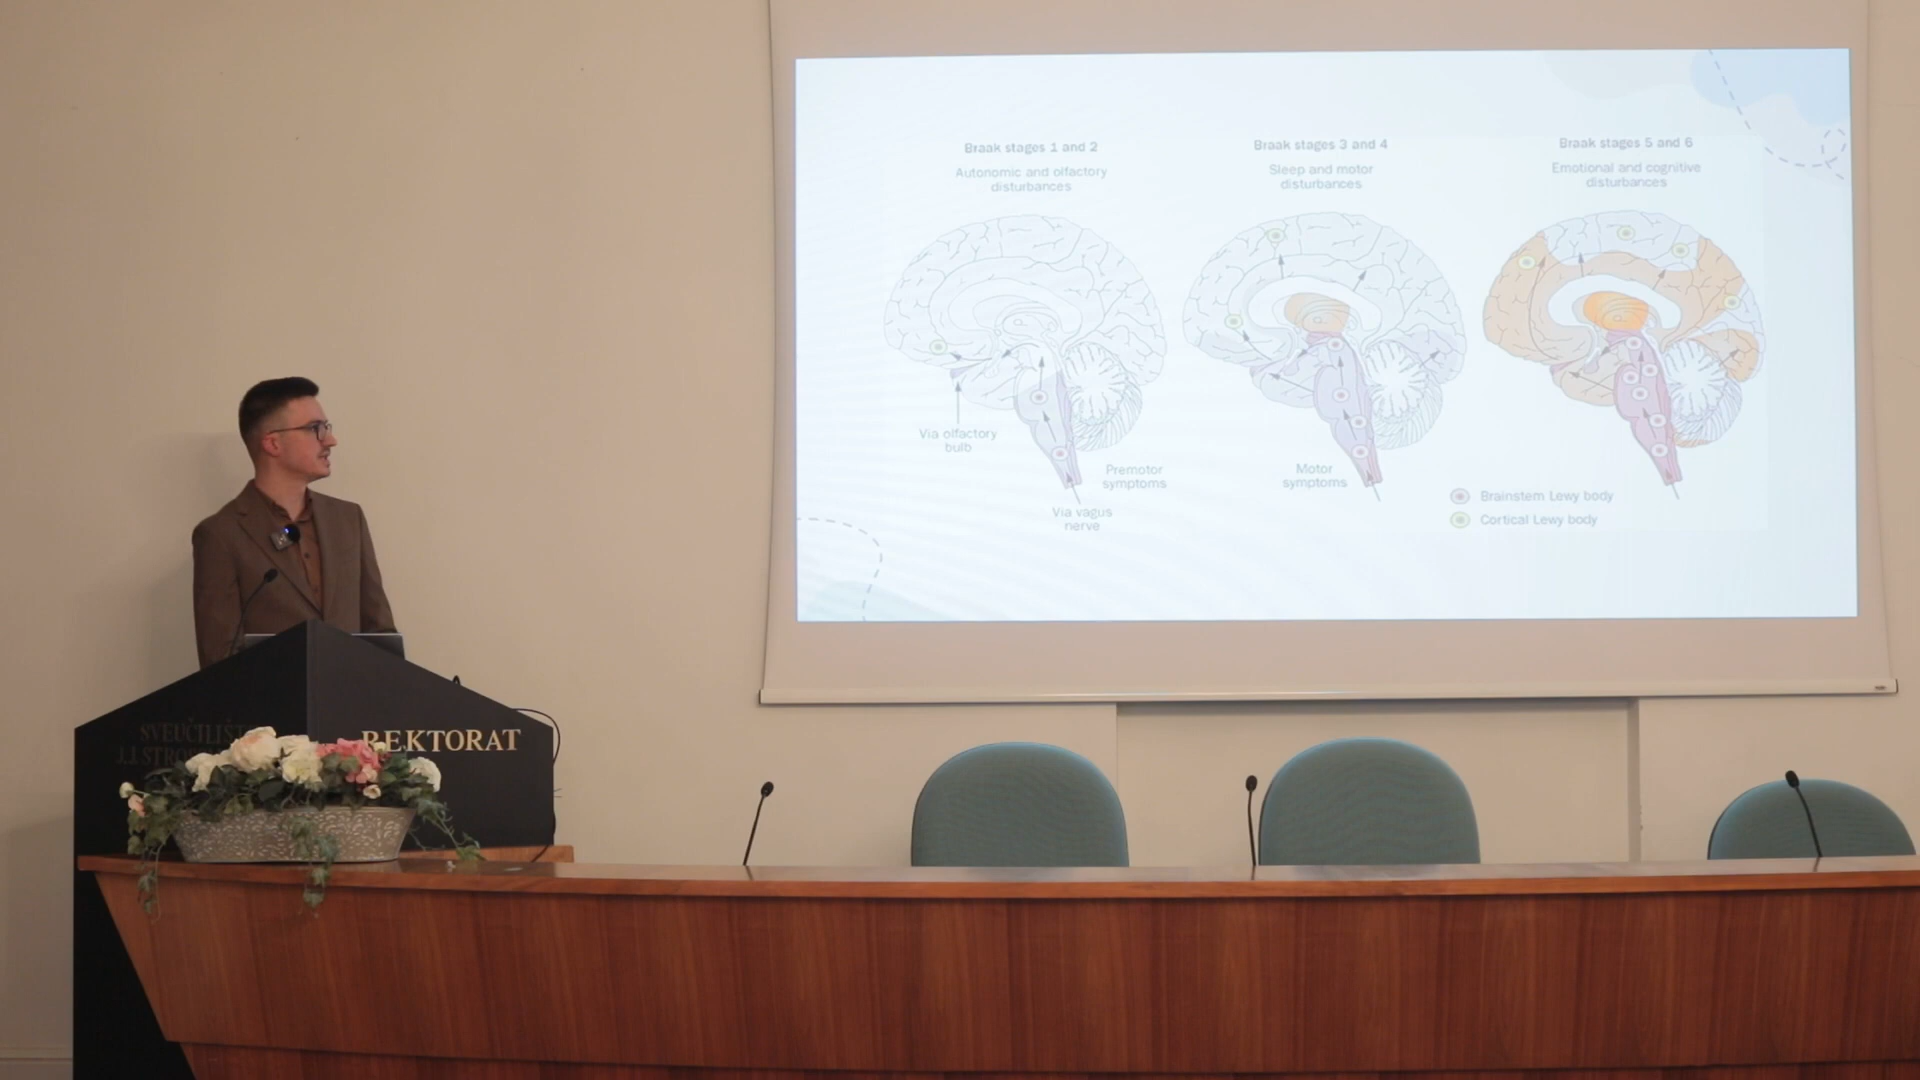 Braak stages 1 and 2
Autonomic and olfactory
disturbances
Via olfactory
bulb
Premotor
symptoms
Via vagus
nerve
Braak stages 3 and 4
Sleep and motor
disturbances
Motor
symptoms
Braak stages 5 and 6
Emotional and cognitive
disturbances
Brainstem Lewy body
Cortical Lewy body
REKTORAT